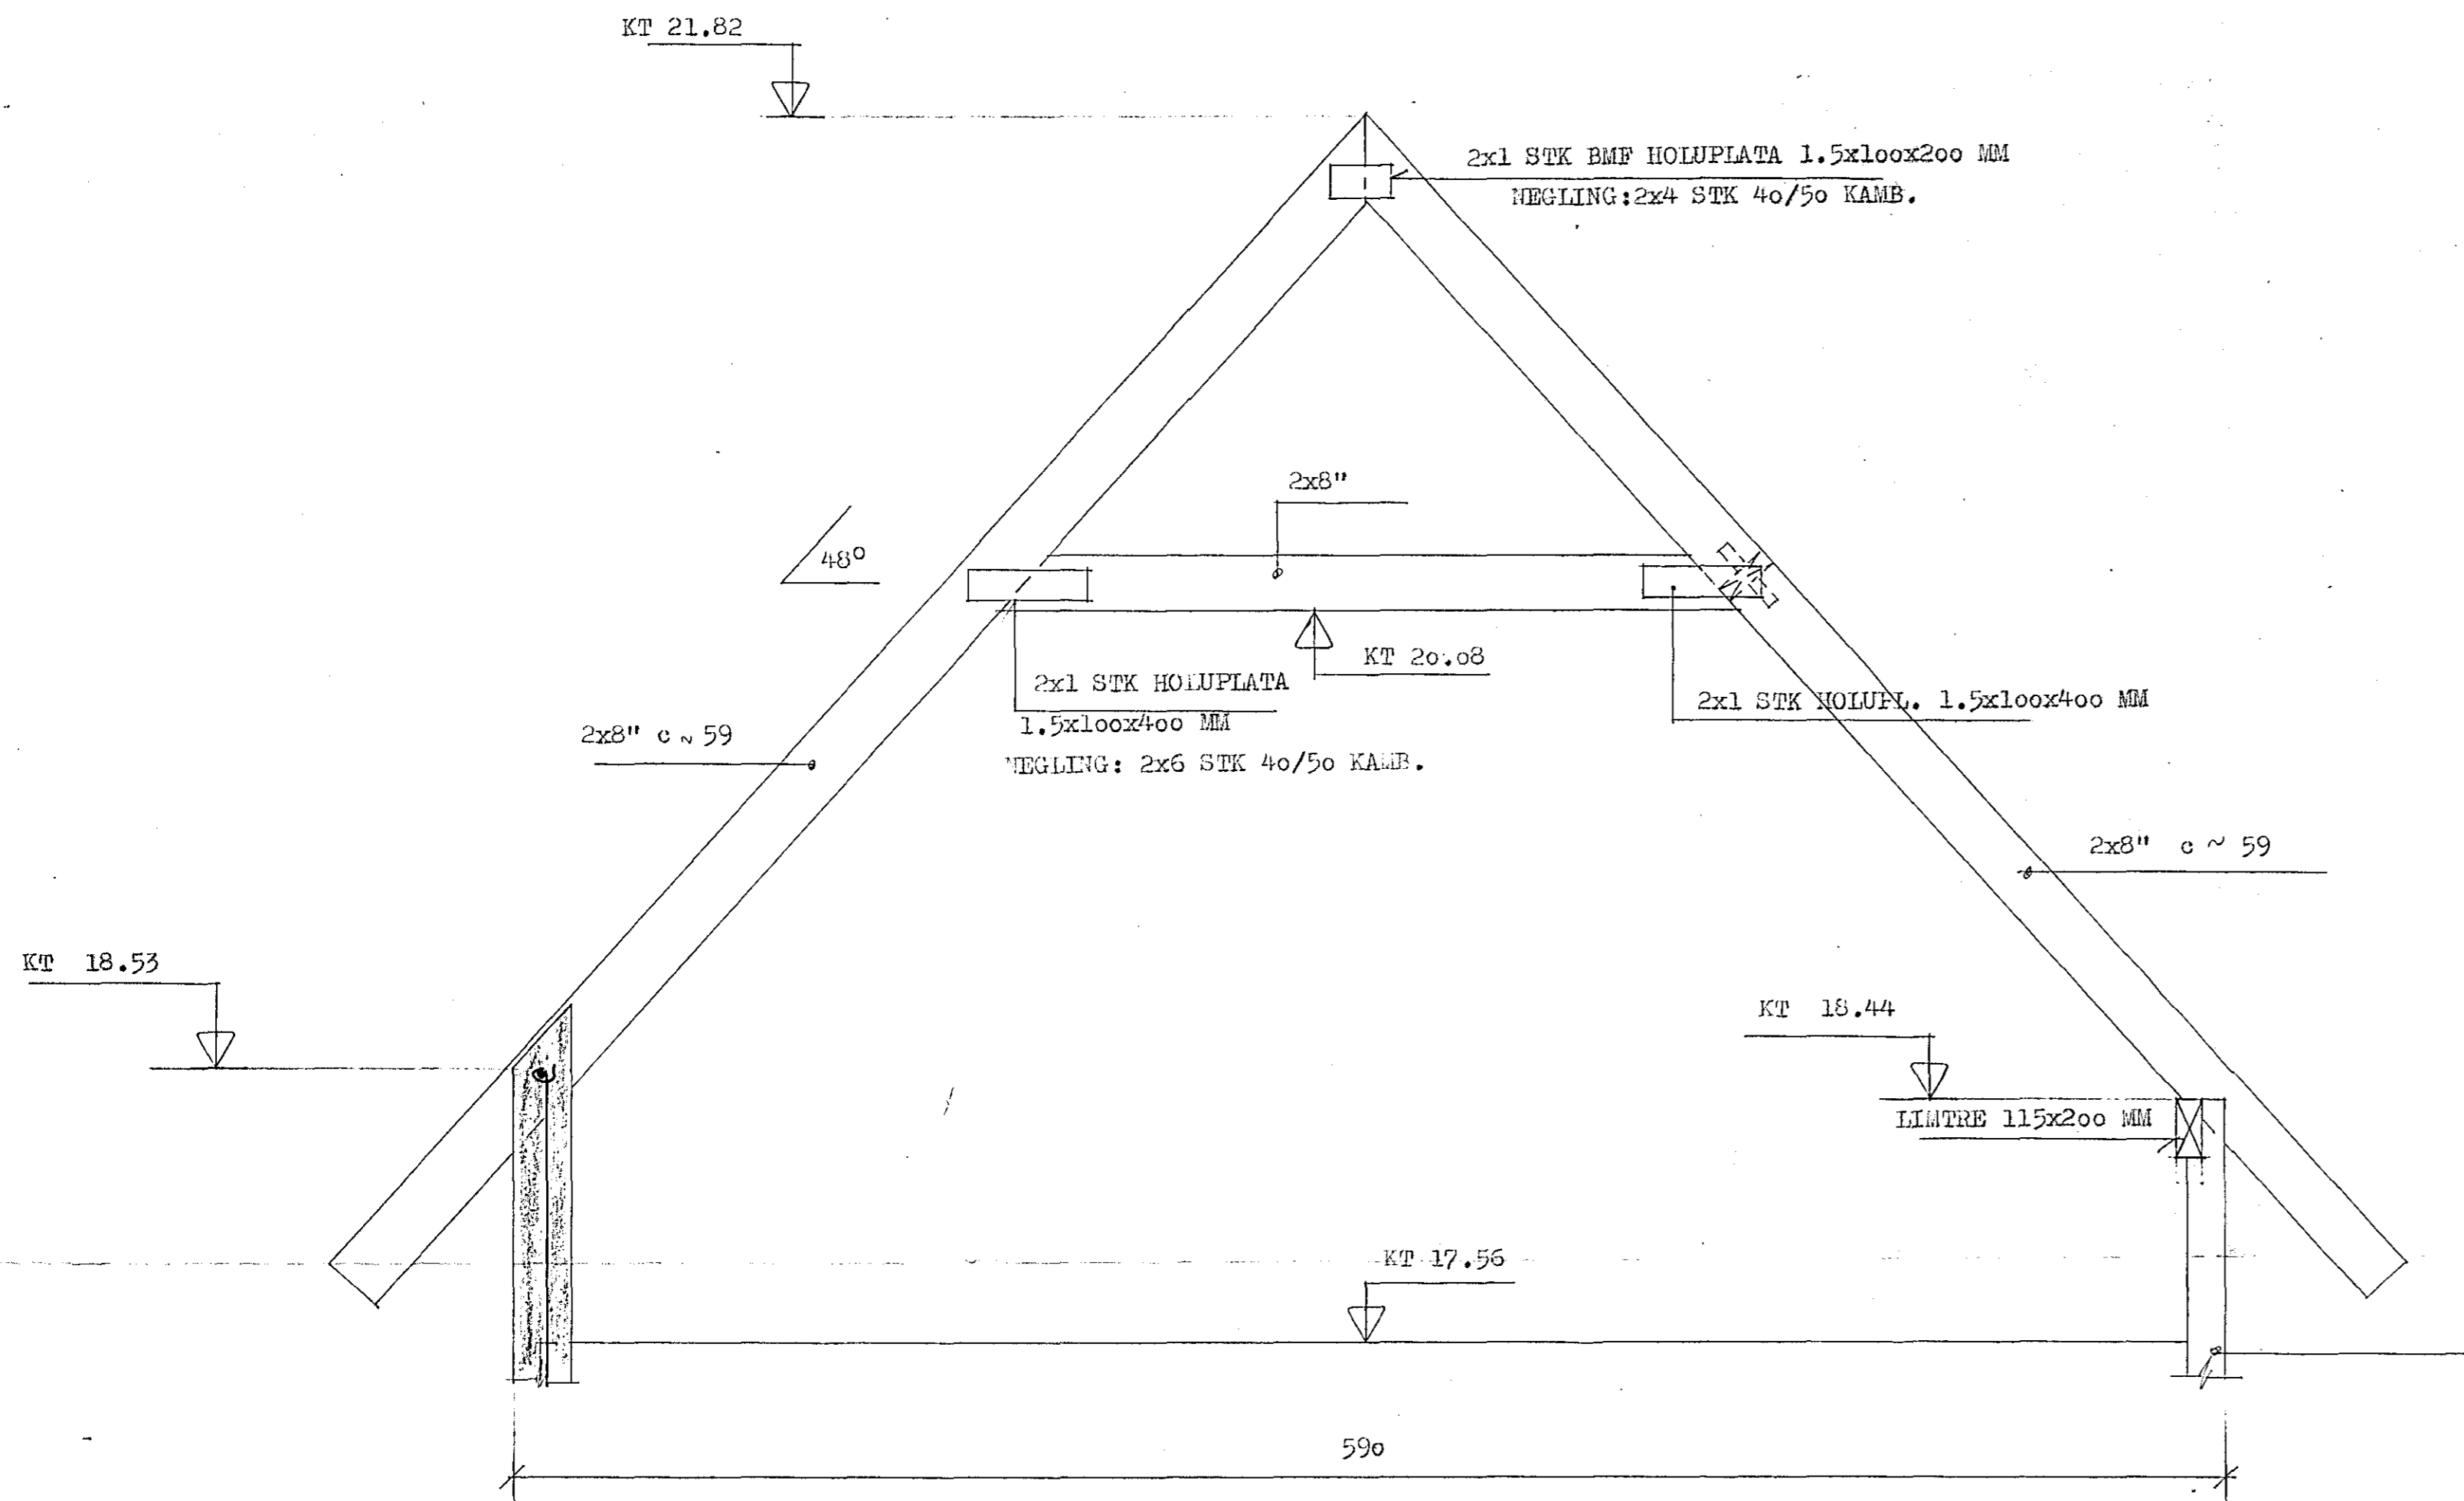 KT 21.82
2x1 STK BMF HOLUPLATA 1.5x1oox2oo MM
NEGLING:2x4 STK 4o/5o KAMB.
2x8"
48°
KT 2o.o8
2x1 STK HOLUPLATA
1.5x1oox4oo MM
NEGLING: 2x6 STK 4o/5o KAMB.
2x1 STK HOLUPL. 1.5x1oox4oo MM
2x8" c ~ 59
2x8" c ~ 59
KT 18.53
KT 18.44
LIMTRE 115x2oo MM
KT 17.56
59o